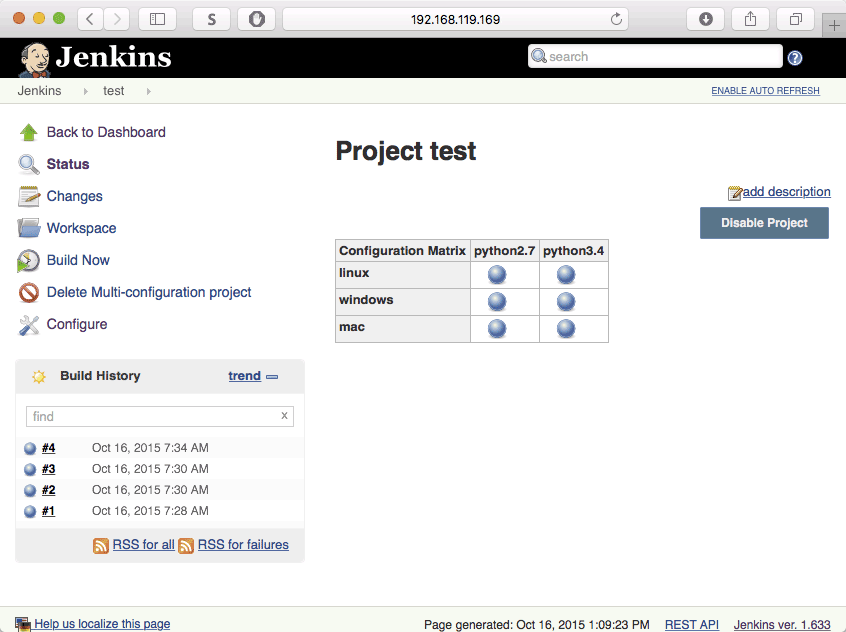 192.168.119.169
S
Jenkins
search
Jenkins
test
ENABLE AUTO REFRESH
Back to Dashboard
Status
Changes
Workspace
Build Now
Delete Multi-configuration project
Configure
Project test
add description
Disable Project
Configuration Matrix python2.7 python3.4
linux
windows
mac
Build History trend
find x
#4 Oct 16, 2015 7:34 AM
#3 Oct 16, 2015 7:30 AM
#2 Oct 16, 2015 7:30 AM
#1 Oct 16, 2015 7:28 AM
RSS for all RSS for failures
Help us localize this page
Page generated: Oct 16, 2015 1:09:23 PM REST API Jenkins ver. 1.633